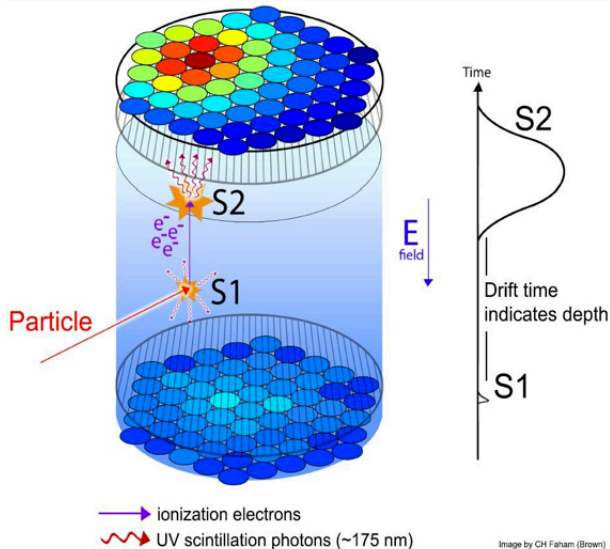 Time
S2
S2
e-
e- e-
e- e-
E
field
S1
Drift time
indicates depth
Particle
S1
ionization electrons
UV scintillation photons (~175 nm)
Image by CH Faham (Brown)